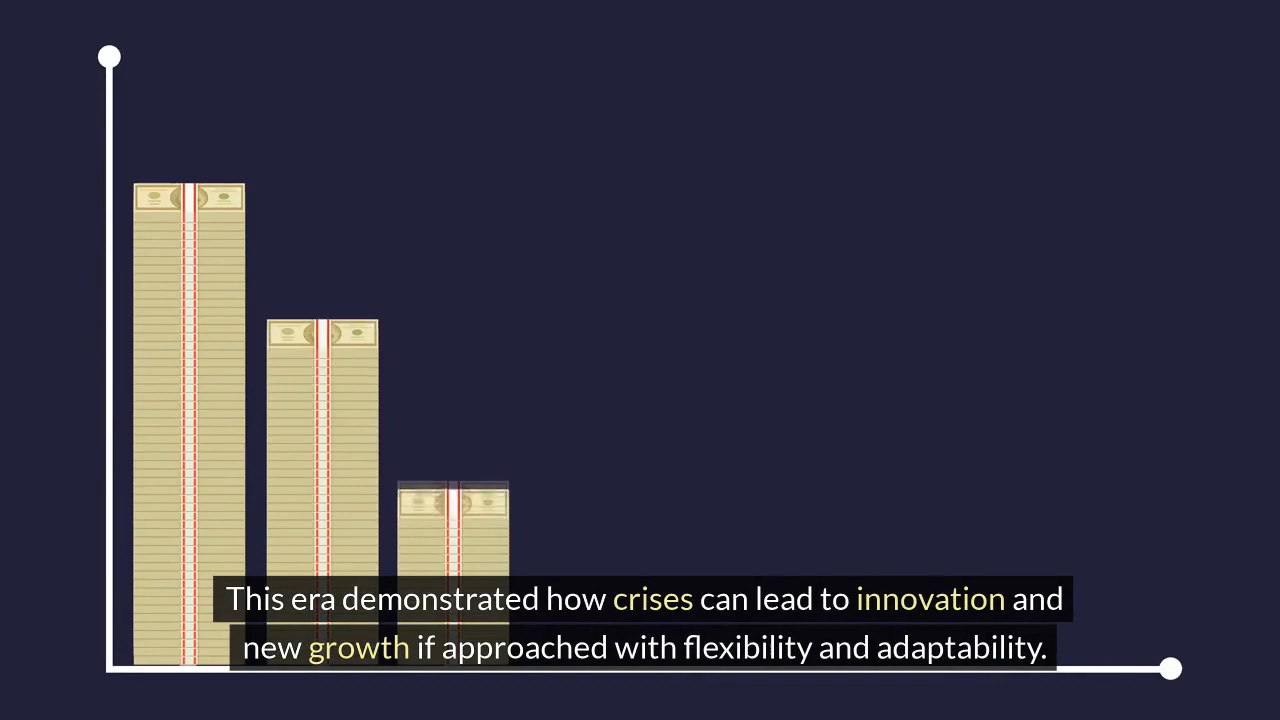 This era demonstrated how crises can lead to innovation and
new growth if approached with flexibility and adaptability.